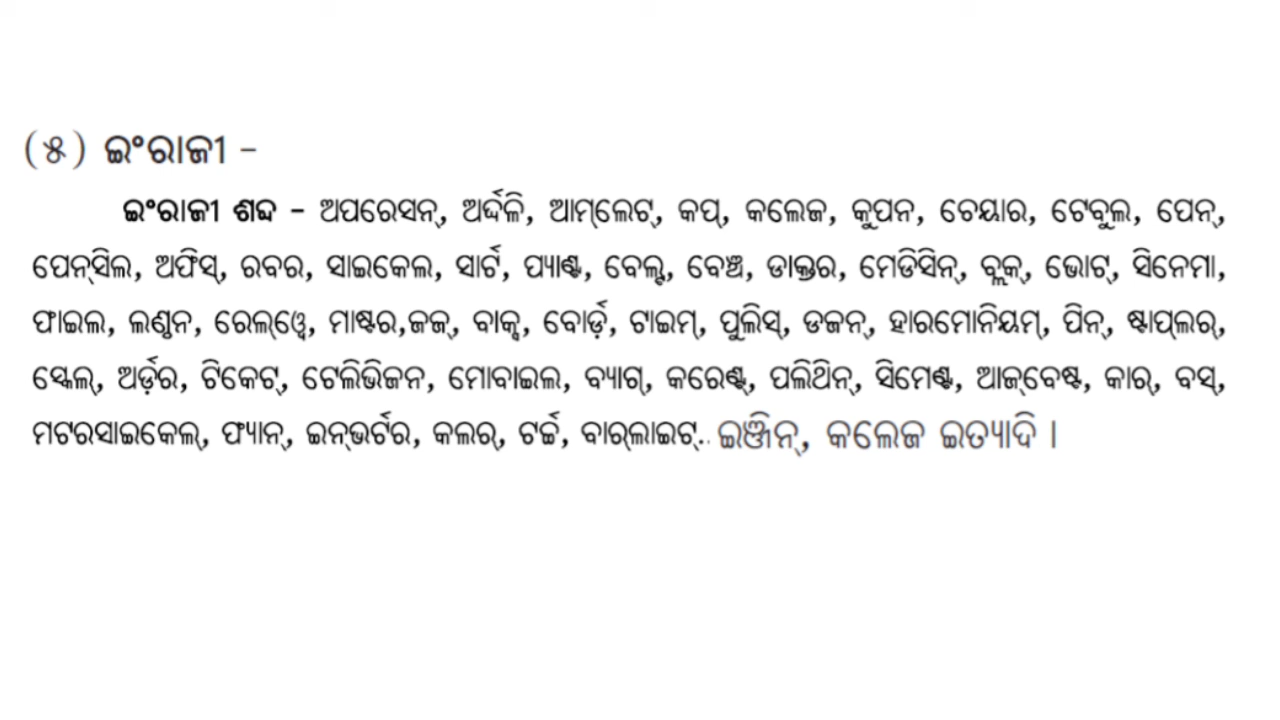 (୫) ଇଂରାଜୀ –
ଇଂରାଜୀ ଶବ୍ଦ – ଅପରେସନ୍, ଅର୍ଦ୍ଦଳି, ଆମ୍‌ଲେଟ୍, କପ୍, କଲେଜ, କୁପନ, ଚେୟାର, ଟେବୁଲ, ପେନ୍,
ପେନ୍‌ସିଲ, ଅଫିସ୍, ରବର, ସାଇକେଲ, ସାର୍ଟ, ପ୍ୟାଣ୍ଟ, ବେଲ୍ଟ, ବେଞ୍ଚ, ଡାକ୍ତର, ମେଡିସିନ୍, ବ୍ଲକ୍, ଭୋଟ୍, ସିନେମା,
ଫାଇଲ, ଲଣ୍ଠନ, ରେଲ୍‌ୱେ, ମାଷ୍ଟର,ଜଜ୍, ବାକ୍ସ, ବୋର୍ଡ଼, ଟାଇମ୍, ପୁଲିସ୍, ଡଜନ୍, ହାରମୋନିୟମ୍, ପିନ୍, ଷ୍ଟାପ୍‌ଲର୍,
ସ୍କେଲ୍, ଅର୍ଡ଼ର, ଟିକେଟ୍, ଟେଲିଭିଜନ, ମୋବାଇଲ, ବ୍ୟାଗ୍, କରେଣ୍ଟ, ପଲିଥିନ୍, ସିମେଣ୍ଟ, ଆଜ୍‌ବେଷ୍ଟ, କାର୍, ବସ୍,
ମଟରସାଇକେଲ୍, ଫ୍ୟାନ୍, ଇନ୍‌ଭର୍ଟର, କଲର୍, ଟର୍ଚ୍ଚ, ବାର୍‌ଲାଇଟ୍.. ଇଞ୍ଜିନ୍, କଲେଜ ଇତ୍ୟାଦି ।